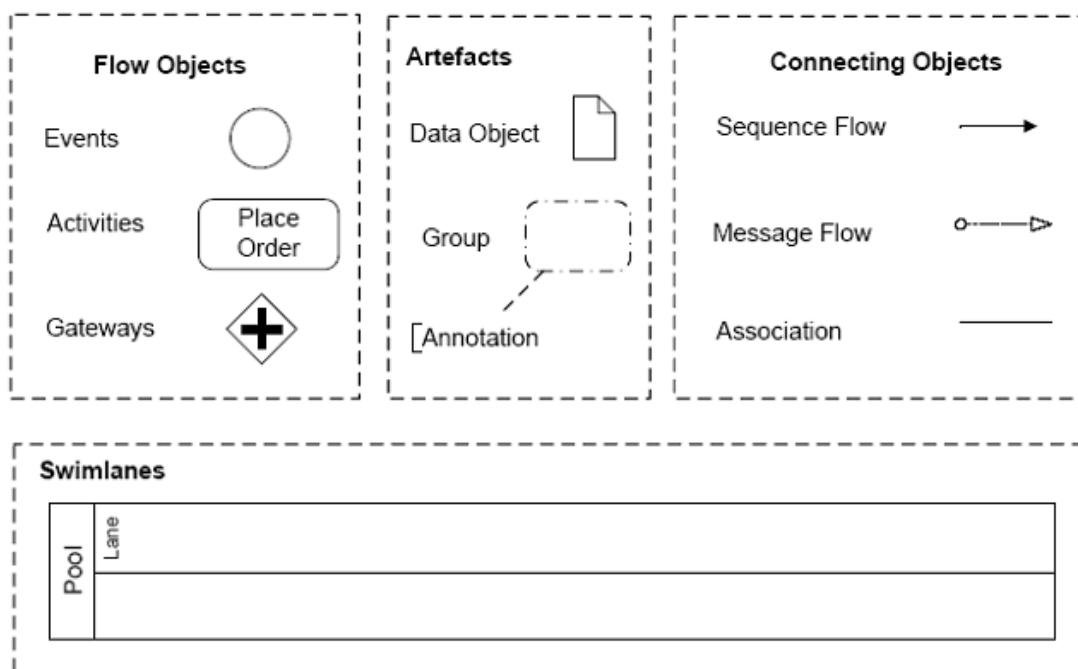 Flow Objects
Events
Activities
Place
Order
Gateways
Artefacts
Data Object
Group
[Annotation
Connecting Objects
Sequence Flow
Message Flow
Association
Swimlanes
Pool
Lane